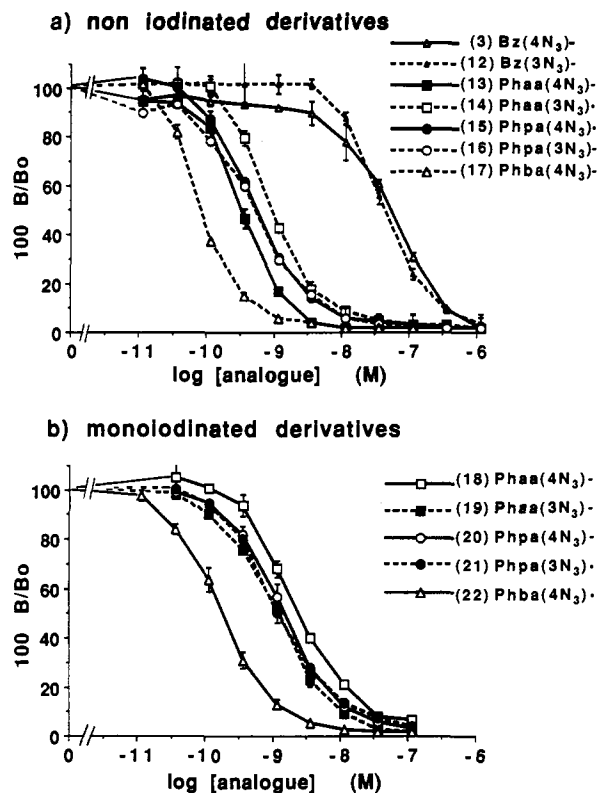 a) non iodinated derivatives
(3) Bz(4N₃)-
(12) Bz(3N₃)-
(13) Phaa(4N₃)-
(14) Phaa(3N₃)·
(15) Phpa(4N₃)·
(16) Phpa(3N₃)-
(17) Phba(4N₃)-
100 B/Bo
100
80
60
40
20
0
0 -11 -10 -9 -8 -7 -6
log [analogue] (M)
b) monoiodinated derivatives
(18) Phaa(4N₃)-
(19) Phaa(3N₃)-
(20) Phpa(4N₃)-
(21) Phpa(3N₃)·
(22) Phba(4N₃)·
100 B/Bo
100
80
60
40
20
0
0 -11 -10 -9 -8 -7 -6
log [analogue] (M)